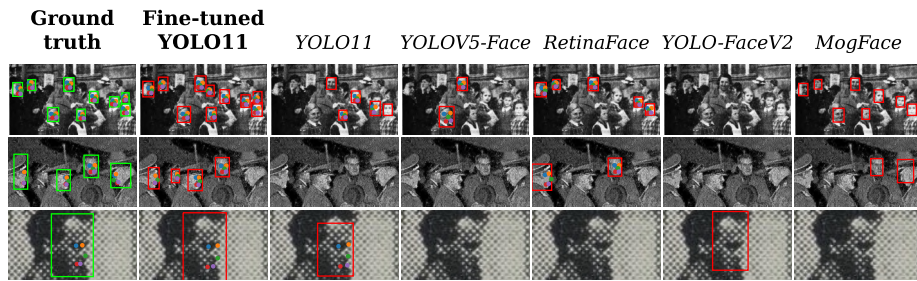 Ground truth
Fine-tuned YOLO11
YOLO11
YOLOV5-Face
RetinaFace
YOLO-FaceV2
MogFace